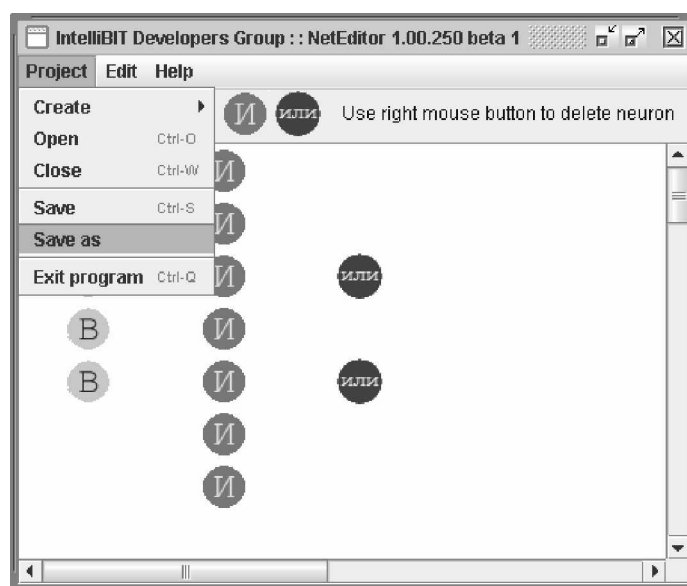 IntelliBIT Developers Group :: NetEditor 1.00.250 beta 1
Project Edit Help
Create
Open Ctrl-O
Close Ctrl-W
Save Ctrl-S
Save as
Exit program Ctrl-Q
И или Use right mouse button to delete neuron
И
И
И или
В И
В И или
И
И